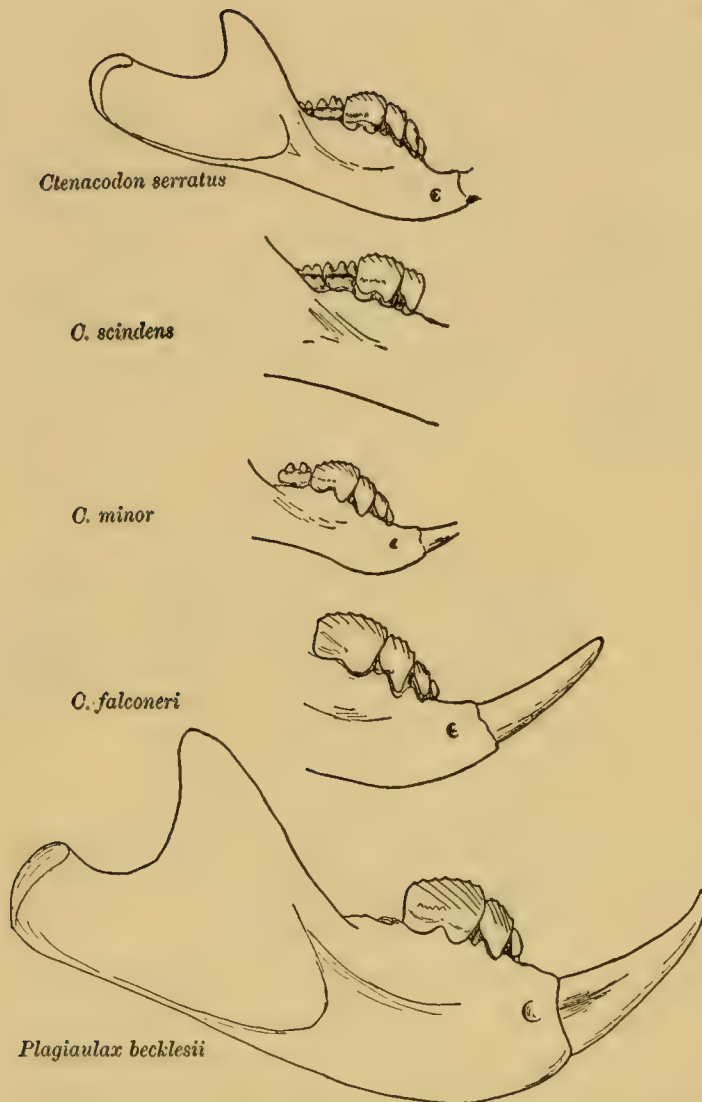 Ctenacodon serratus
C. scindens
C. minor
C. falconeri
Plagiaulax becklesii